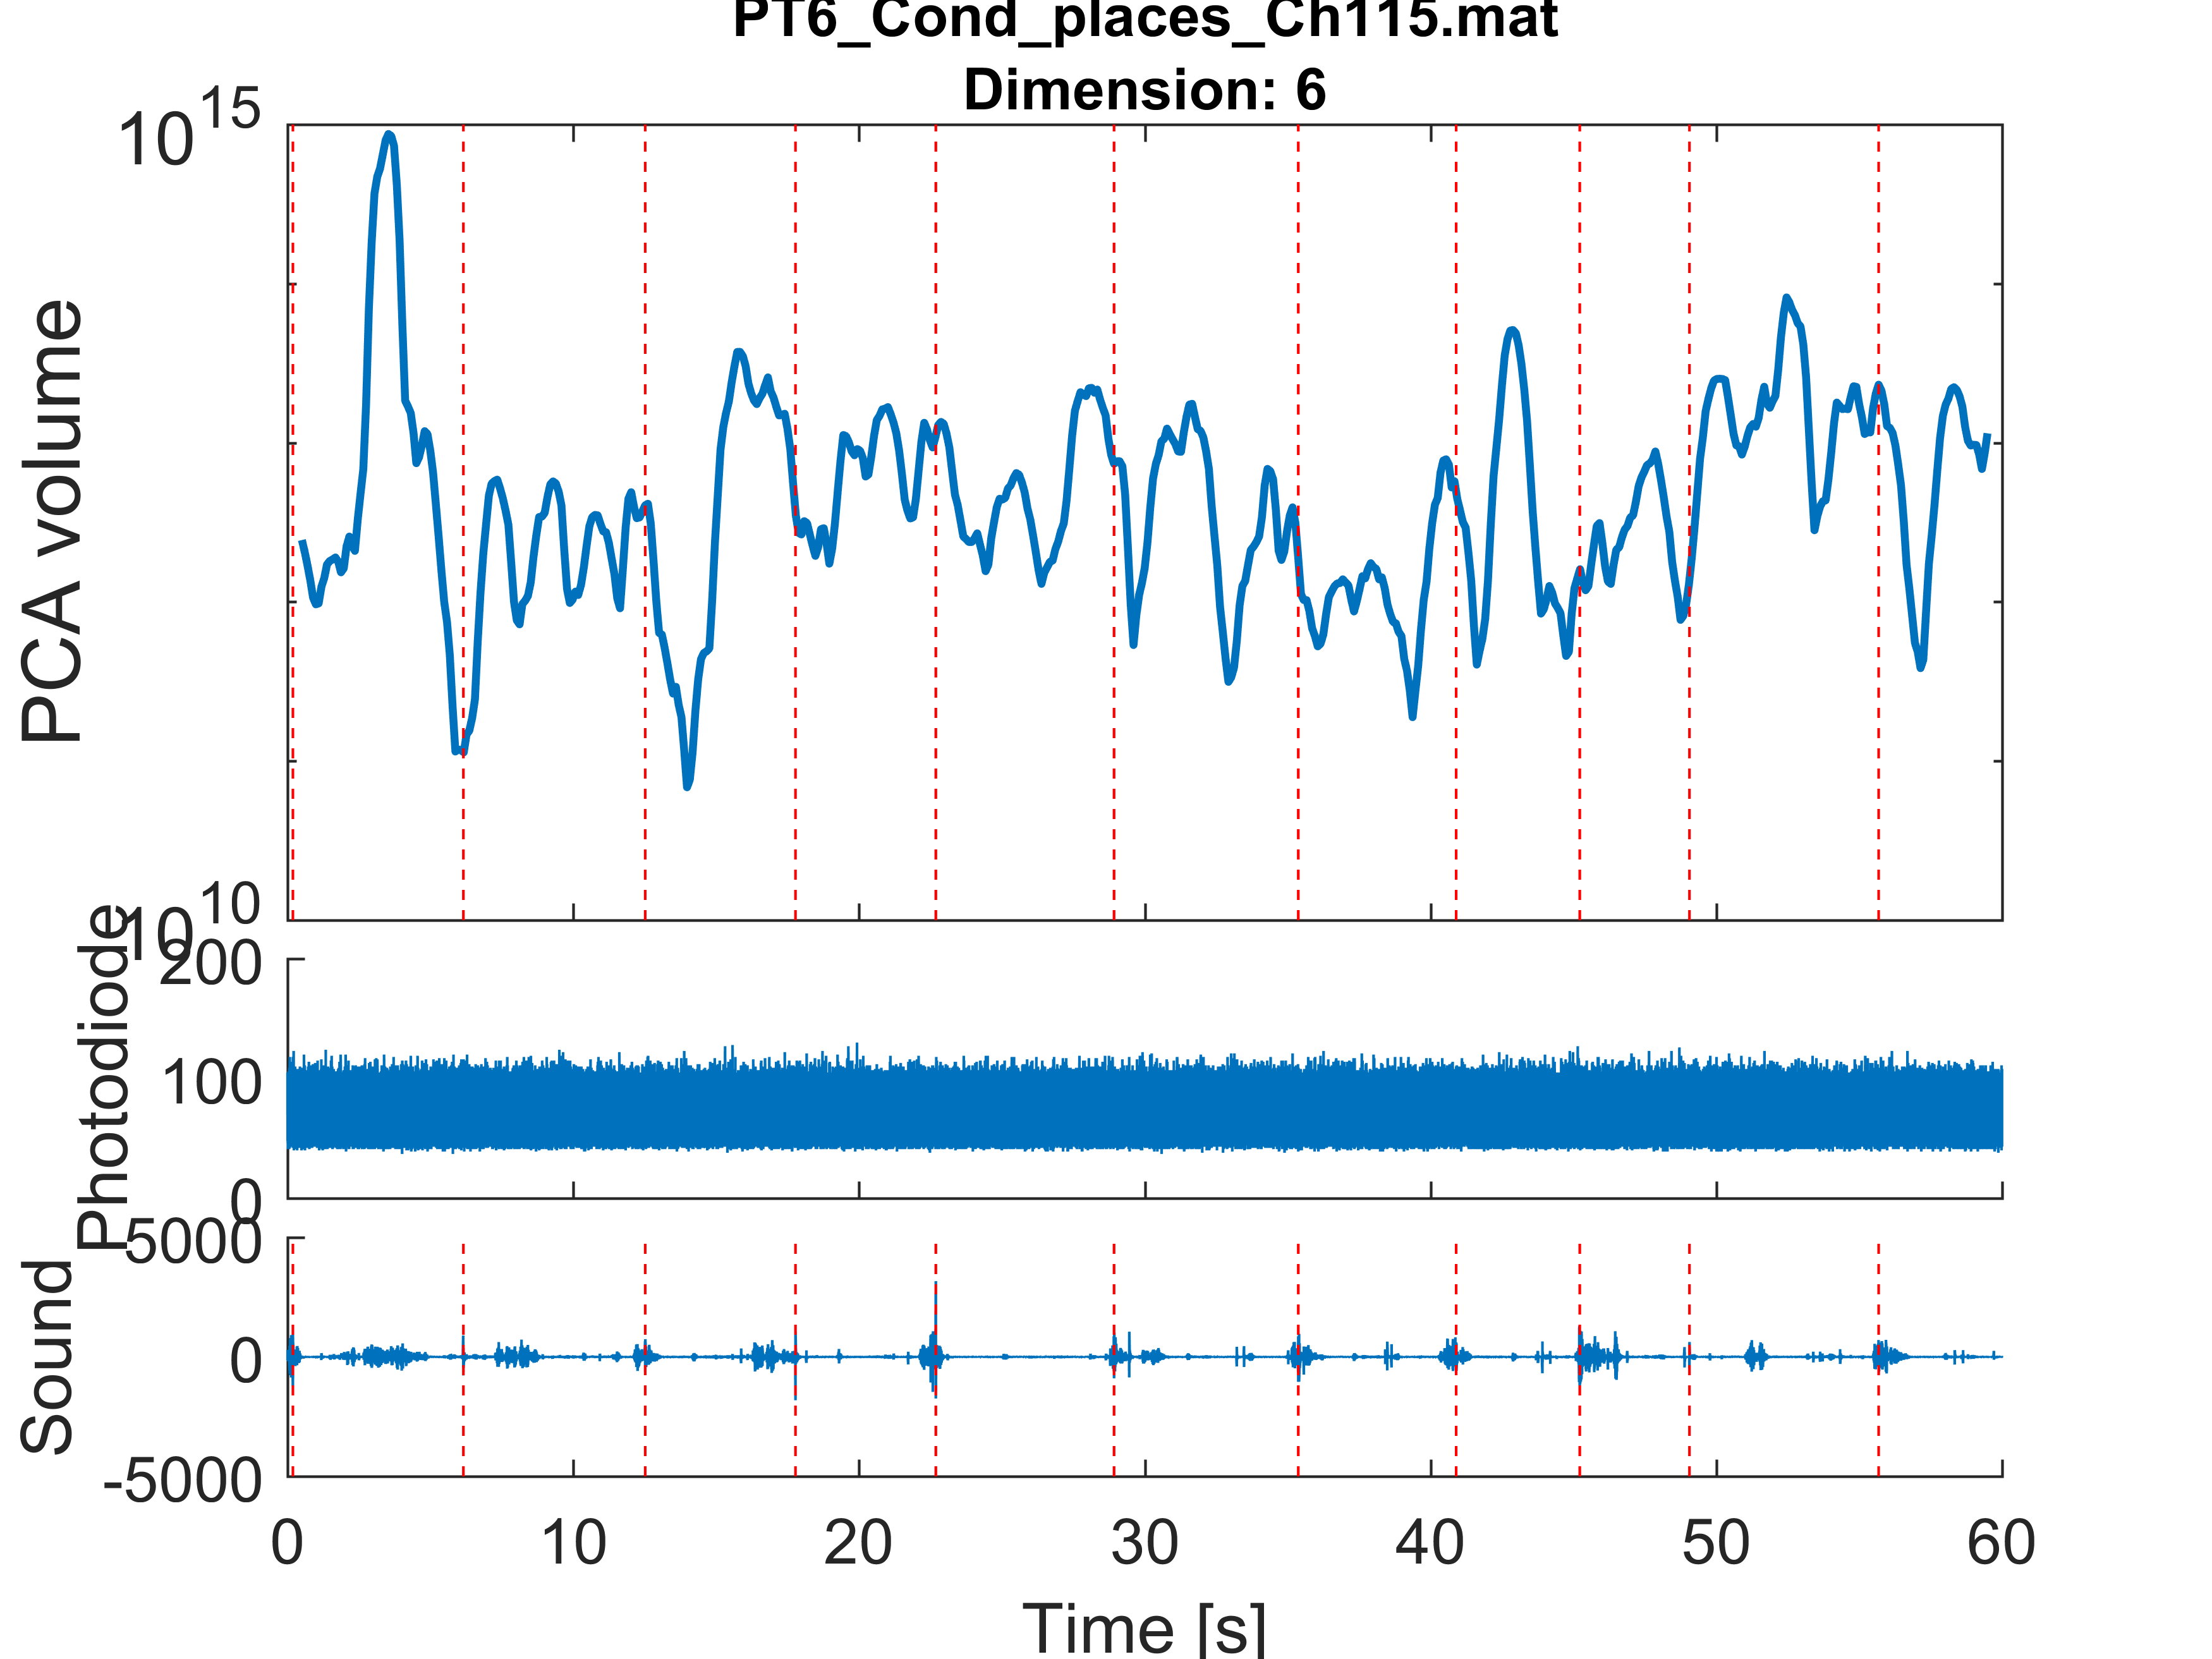 PT6_Cond_places_Ch115.mat
Dimension: 6
10^15
PCA volume
10^10
200
100
0
Photodiode
5000
0
-5000
Sound
0 10 20 30 40 50 60
Time [s]